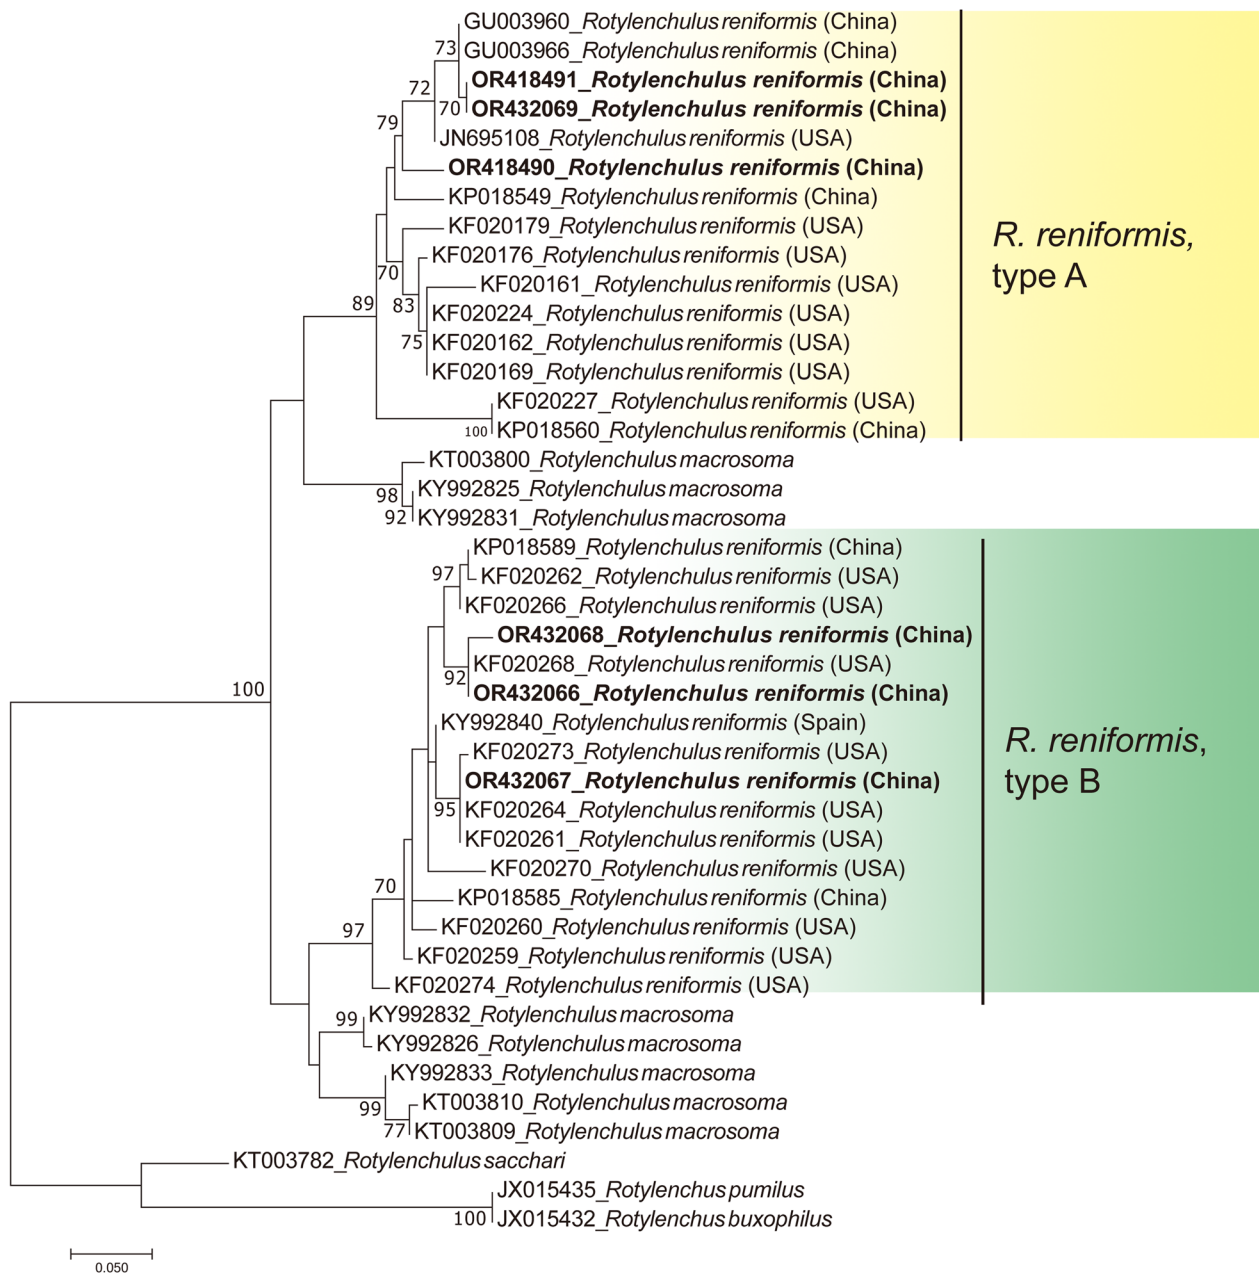 GU003960_Rotylenchulus reniformis (China)
GU003966_Rotylenchulus reniformis (China)
73
OR418491_Rotylenchulus reniformis (China)
72
OR432069_Rotylenchulus reniformis (China)
70
79
JN695108_Rotylenchulus reniformis (USA)
OR418490_Rotylenchulus reniformis (China)
KP018549_Rotylenchulus reniformis (China)
KF020179_Rotylenchulus reniformis (USA)
R. reniformis,
type A
KF020176_Rotylenchulus reniformis (USA)
70
KF020161_Rotylenchulus reniformis (USA)
89
83
KF020224_Rotylenchulus reniformis (USA)
KF020162_Rotylenchulus reniformis (USA)
75
KF020169_Rotylenchulus reniformis (USA)
KF020227_Rotylenchulus reniformis (USA)
KP018560_Rotylenchulus reniformis (China)
100
KT003800_Rotylenchulus macrosoma
KY992825_Rotylenchulus macrosoma
98
KY992831_Rotylenchulus macrosoma
92
KP018589_Rotylenchulus reniformis (China)
97
KF020262_Rotylenchulus reniformis (USA)
KF020266_Rotylenchulus reniformis (USA)
OR432068_Rotylenchulus reniformis (China)
KF020268_Rotylenchulus reniformis (USA)
92
OR432066_Rotylenchulus reniformis (China)
100
KY992840_Rotylenchulus reniformis (Spain)
R. reniformis,
type B
KF020273_Rotylenchulus reniformis (USA)
OR432067_Rotylenchulus reniformis (China)
KF020264_Rotylenchulus reniformis (USA)
95
KF020261_Rotylenchulus reniformis (USA)
KF020270_Rotylenchulus reniformis (USA)
70
KP018585_Rotylenchulus reniformis (China)
KF020260_Rotylenchulus reniformis (USA)
97
KF020259_Rotylenchulus reniformis (USA)
KF020274_Rotylenchulus reniformis (USA)
KY992832_Rotylenchulus macrosoma
99
KY992826_Rotylenchulus macrosoma
KY992833_Rotylenchulus macrosoma
KT003810_Rotylenchulus macrosoma
99
KT003809_Rotylenchulus macrosoma
77
KT003782_Rotylenchulus sacchari
JX015435_Rotylenchus pumilus
JX015432_Rotylenchus buxophilus
100
0.050